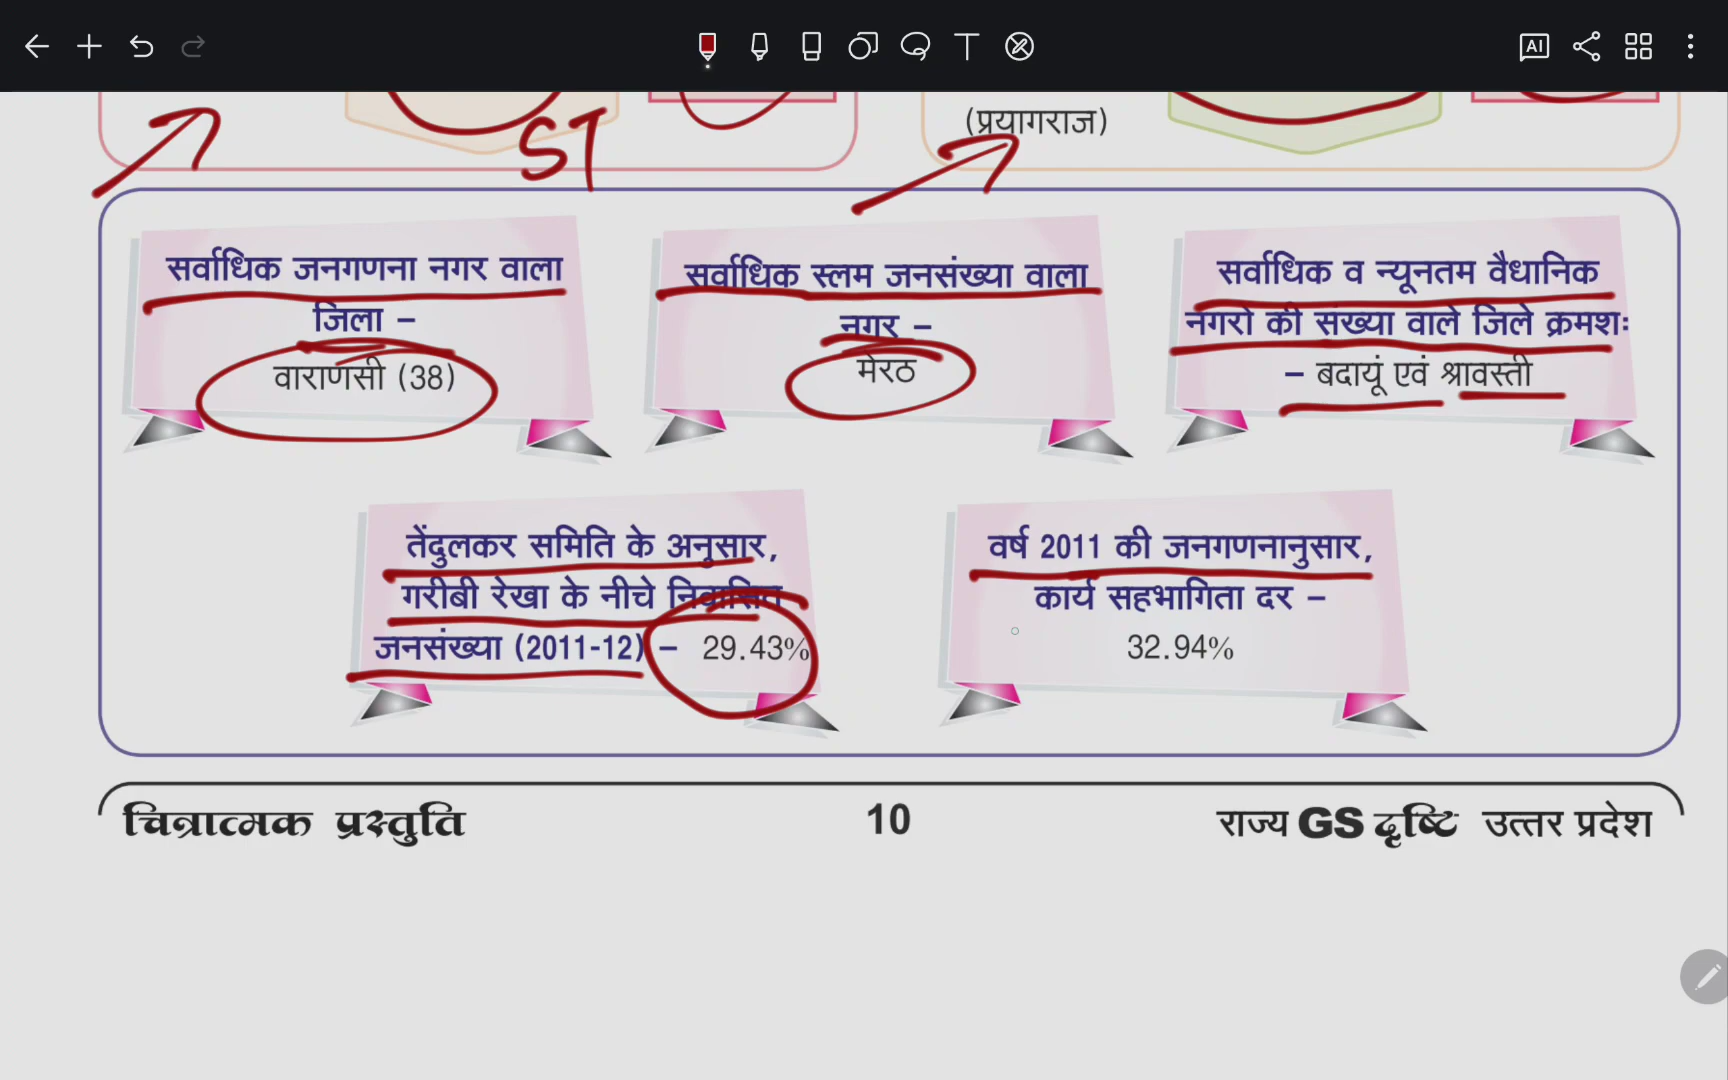 AI
(प्रयागराज)
ST
सर्वाधिक जनगणना नगर वाला
जिला –
वाराणसी (38)
सर्वाधिक स्लम जनसंख्या वाला
नगर –
मेरठ
सर्वाधिक व न्यूनतम वैधानिक
नगरों की संख्या वाले जिले क्रमशः
– बदायूं एवं श्रावस्ती
तेंदुलकर समिति के अनुसार,
गरीबी रेखा के नीचे निवासित
जनसंख्या (2011-12) – 29.43%
वर्ष 2011 की जनगणनानुसार,
कार्य सहभागिता दर –
32.94%
चित्रात्मक प्रस्तुति
10
राज्य GS दृष्टि उत्तर प्रदेश